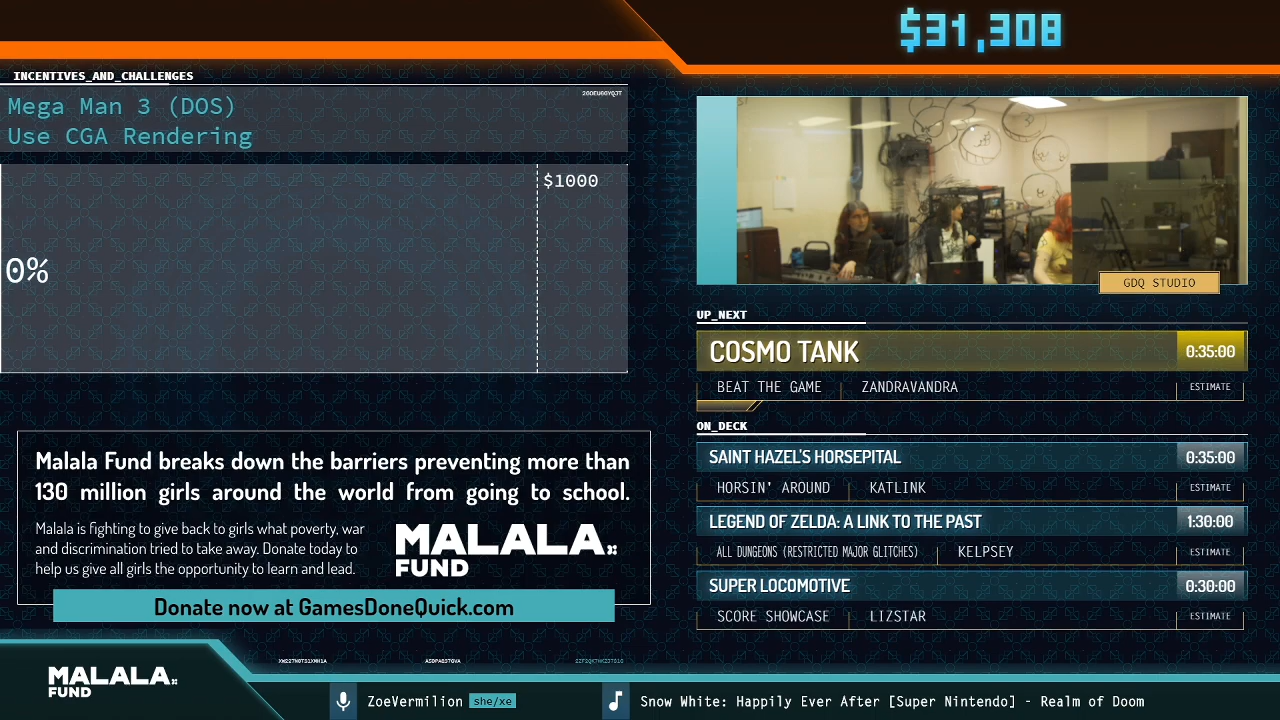 $31,308
INCENTIVES_AND_CHALLENGES
Mega Man 3 (DOS)
Use CGA Rendering
$1000
0%
GDQ STUDIO
UP_NEXT
COSMO TANK
0:35:00
BEAT THE GAME
ZANDRAVANDRA
ESTIMATE
ON_DECK
SAINT HAZEL'S HORSEPITAL
0:35:00
HORSIN' AROUND
KATLINK
ESTIMATE
LEGEND OF ZELDA: A LINK TO THE PAST
1:30:00
ALL DUNGEONS (RESTRICTED MAJOR GLITCHES)
KELPSEY
ESTIMATE
SUPER LOCOMOTIVE
0:30:00
SCORE SHOWCASE
LIZSTAR
ESTIMATE
Malala Fund breaks down the barriers preventing more than
130 million girls around the world from going to school.
Malala is fighting to give back to girls what poverty, war
and discrimination tried to take away. Donate today to
help us give all girls the opportunity to learn and lead.
MALALA
FUND
Donate now at GamesDoneQuick.com
MALALA
FUND
ZoeVermilion she/xe
Snow White: Happily Ever After [Super Nintendo] - Realm of Doom